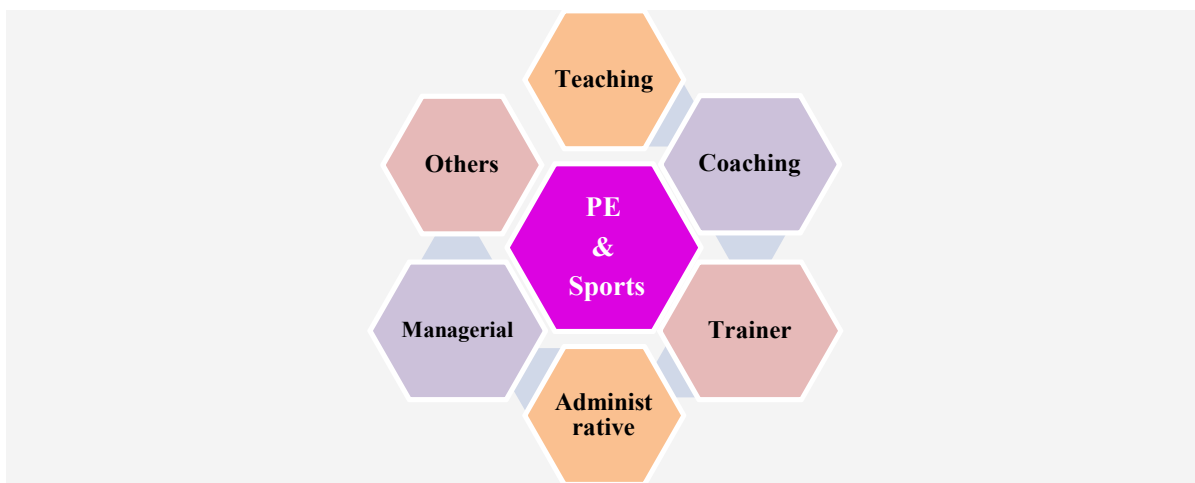 Teaching
Others
Coaching
PE
&
Sports
Managerial
Trainer
Administ
rative